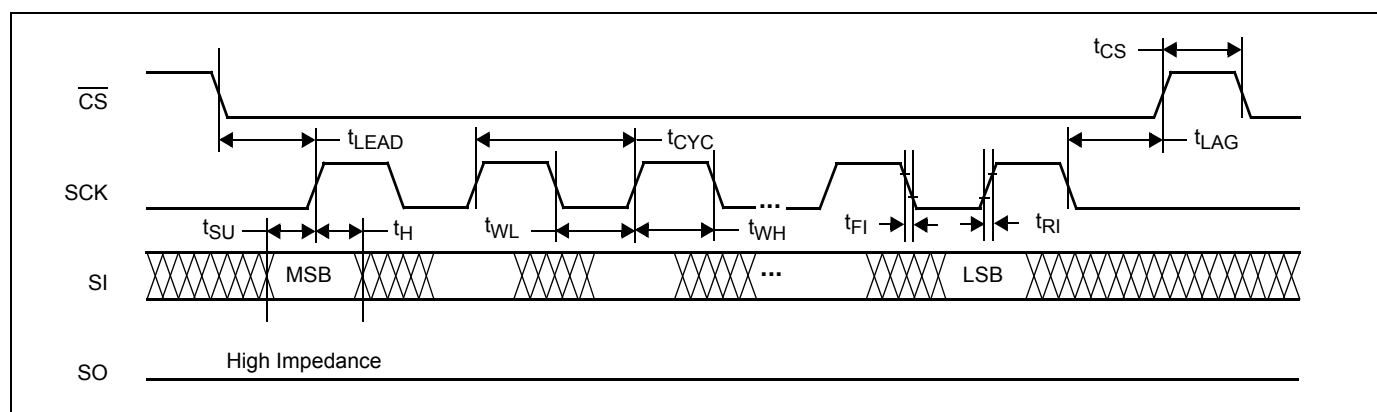 tCS
CS
tLEAD
tCYC
tLAG
SCK
...
tSU
tH
tWL
tWH
tFI
tRI
SI
MSB
...
LSB
High Impedance
SO